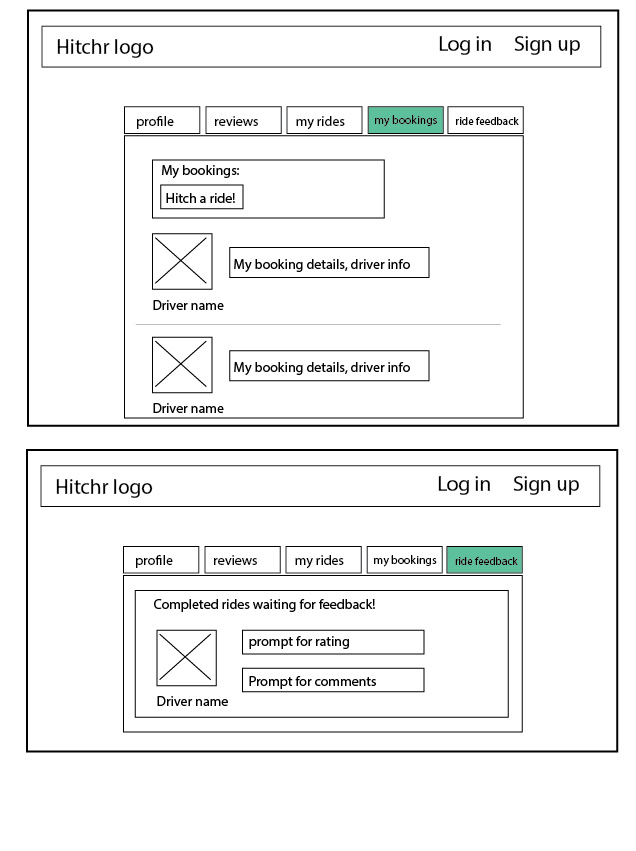 Hitchr logo Log in Sign up
profile reviews my rides my bookings ride feedback
My bookings:
Hitch a ride!
My booking details, driver info
Driver name
My booking details, driver info
Driver name
Hitchr logo Log in Sign up
profile reviews my rides my bookings ride feedback
Completed rides waiting for feedback!
prompt for rating
Prompt for comments
Driver name